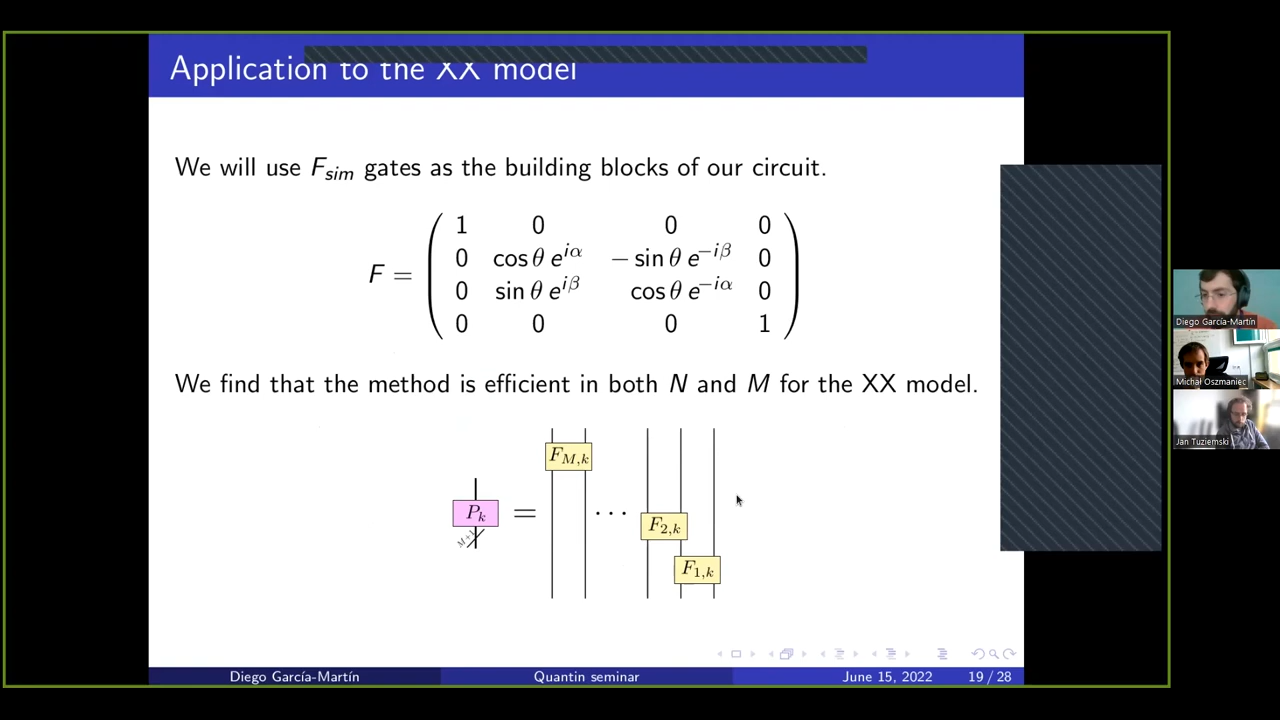 Application to the XX model
We will use F_sim gates as the building blocks of our circuit.
F = ( 1 0 0 0
0 cos θ e^{iα} − sin θ e^{−iβ} 0
0 sin θ e^{iβ} cos θ e^{−iα} 0
0 0 0 1 )
We find that the method is efficient in both N and M for the XX model.
F_{M,k}
P_k = ··· F_{2,k}
F_{1,k}
Diego García-Martín Quantin seminar June 15, 2022 19 / 28
Diego García-Martín
Michał Oszmaniec
Jan Tuziemski